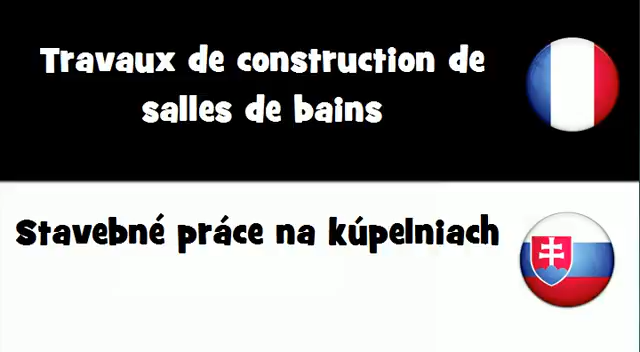 Travaux de construction de
salles de bains
Stavebné práce na kúpelniach